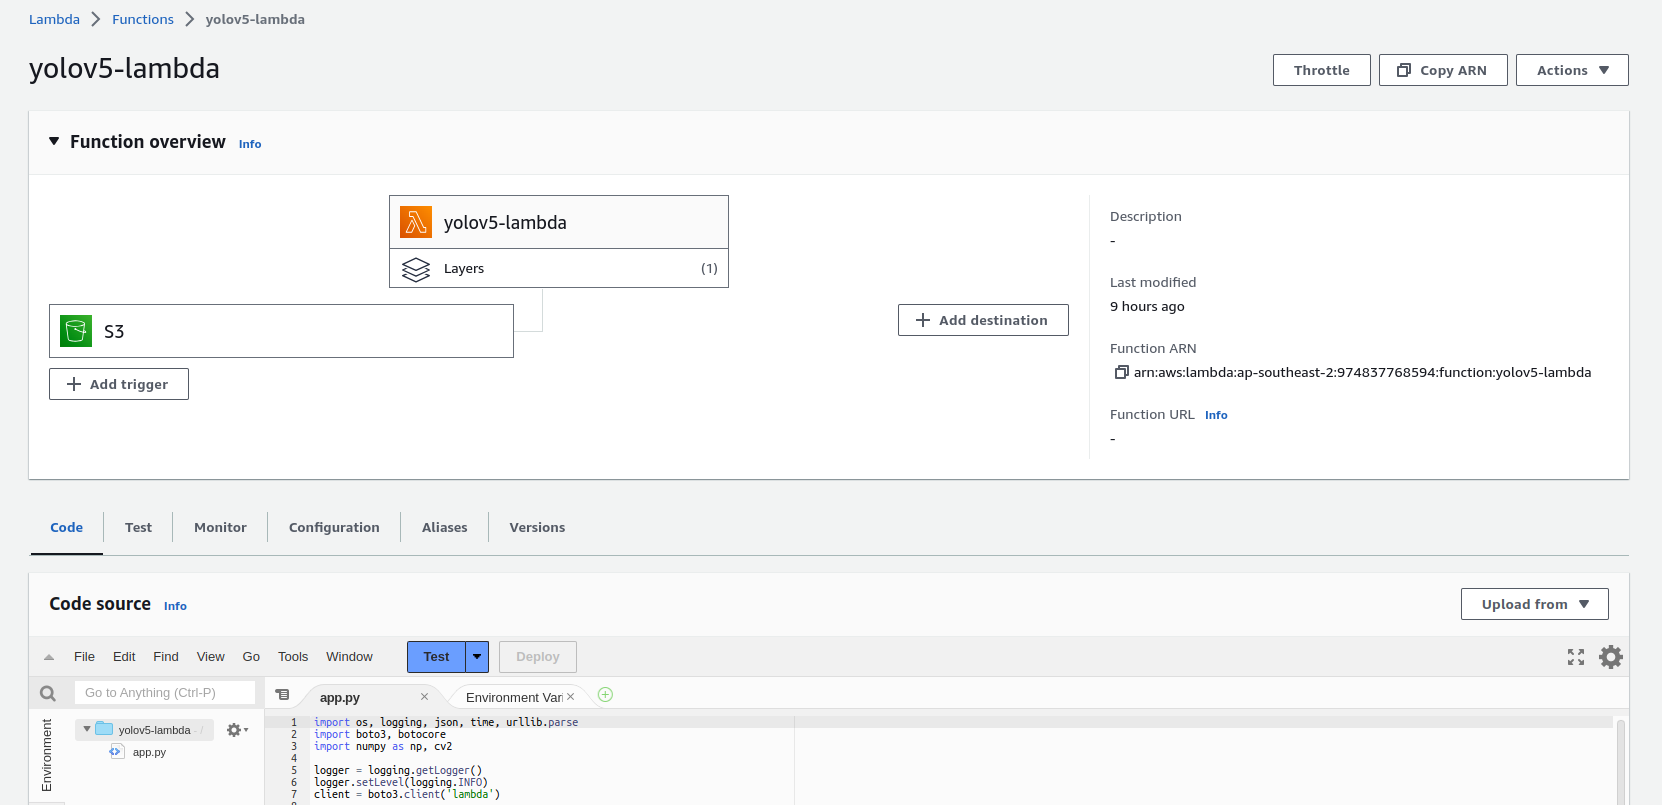 Lambda Functions yolov5-lambda
yolov5-lambda
Throttle Copy ARN Actions
Function overview Info
yolov5-lambda
Layers (1)
S3
Add trigger
Add destination
Description
-
Last modified
9 hours ago
Function ARN
arn:aws:lambda:ap-southeast-2:974837768594:function:yolov5-lambda
Function URL Info
-
Code Test Monitor Configuration Aliases Versions
Code source Info
Upload from
File Edit Find View Go Tools Window Test Deploy
Go to Anything (Ctrl-P)
app.py Environment Vari
Environment
yolov5-lambda - /
app.py
1 import os, logging, json, time, urllib.parse
2 import boto3, botocore
3 import numpy as np, cv2
4
5 logger = logging.getLogger()
6 logger.setLevel(logging.INFO)
7 client = boto3.client('lambda')